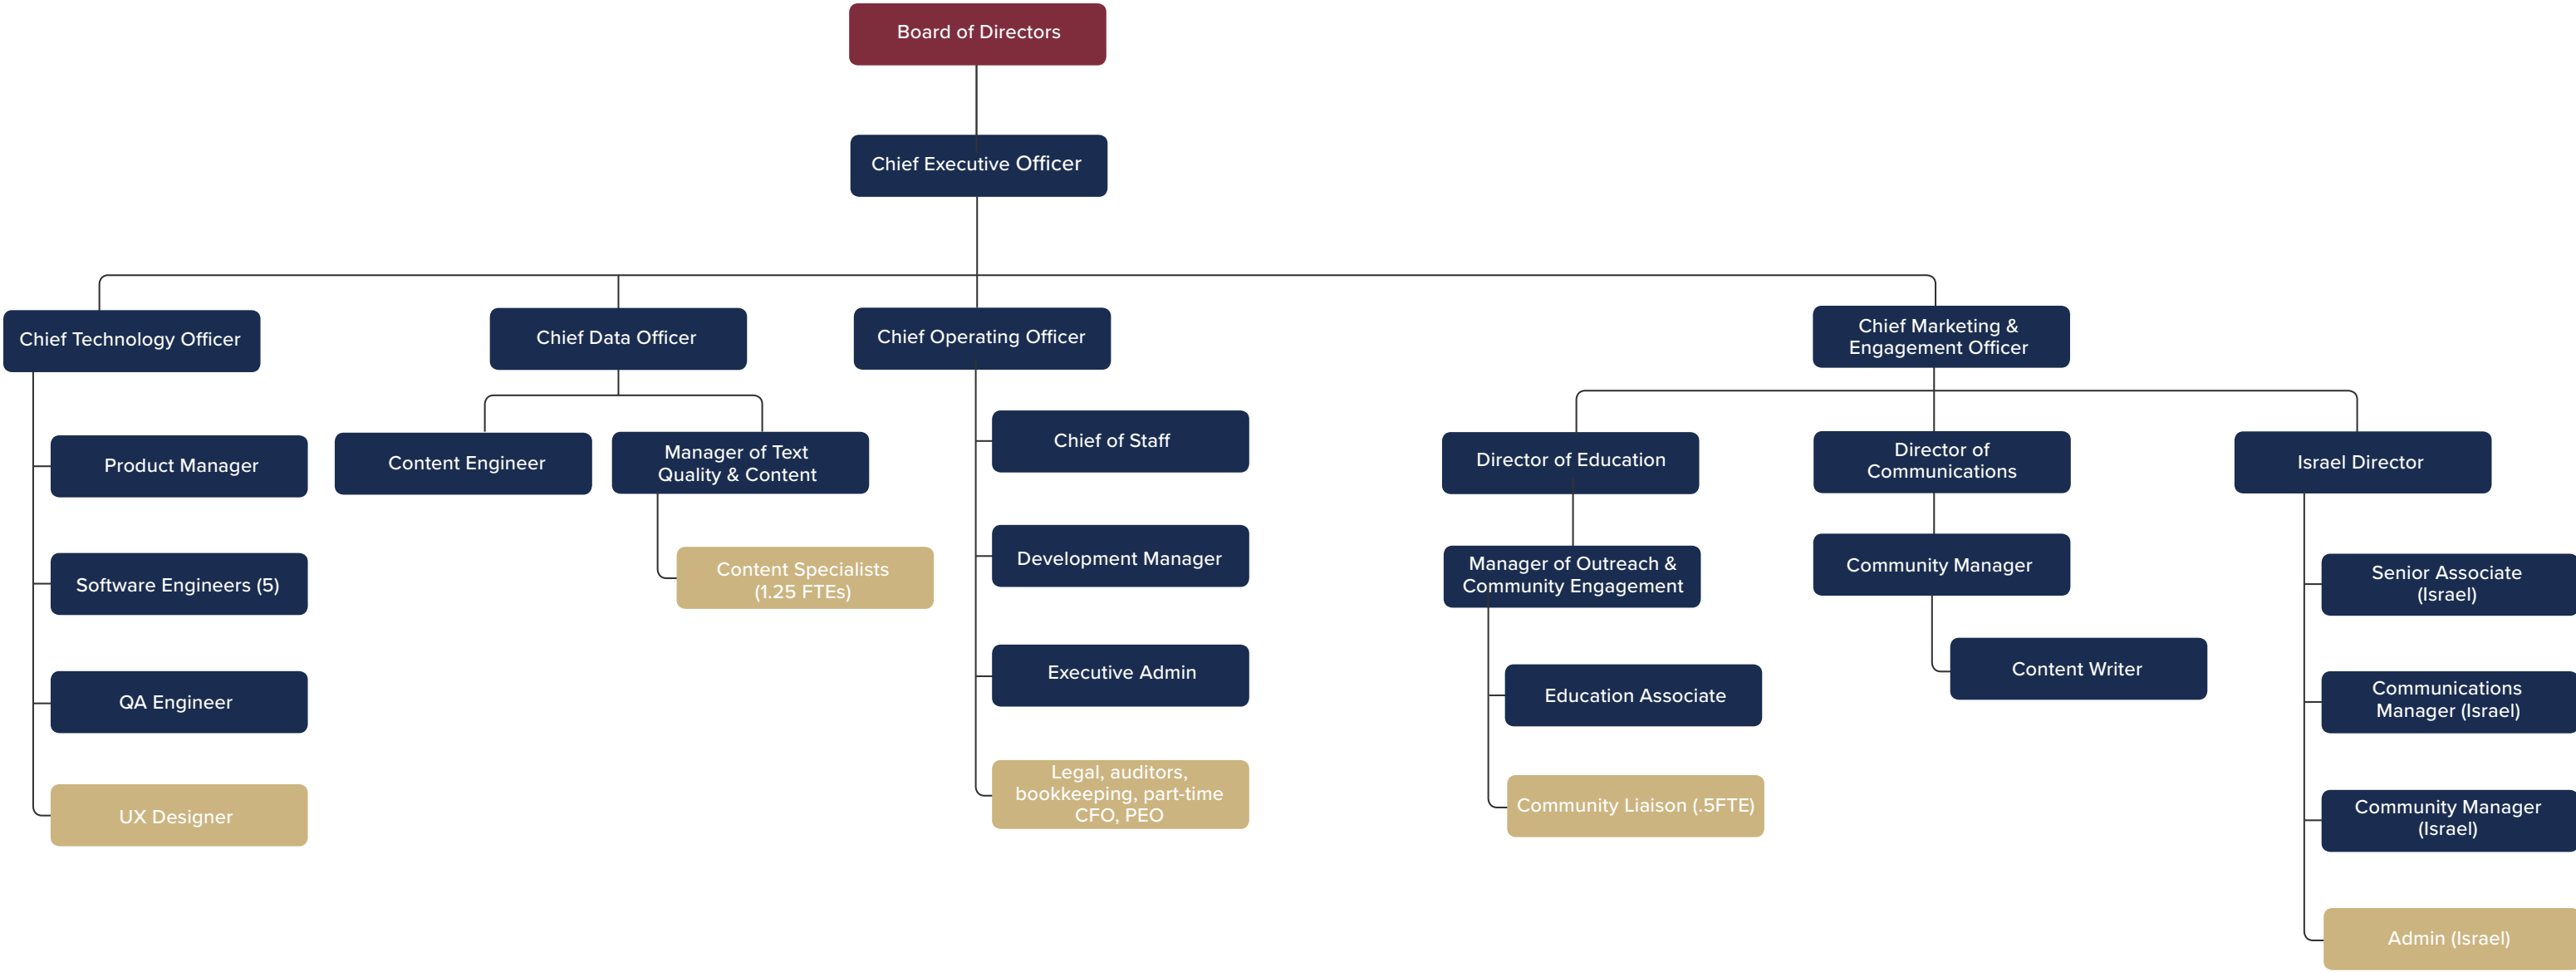 Board of Directors
Chief Executive Officer
Chief Technology Officer
Chief Data Officer
Chief Operating Officer
Chief Marketing &
Engagement Officer
Product Manager
Software Engineers (5)
QA Engineer
UX Designer
Content Engineer
Manager of Text
Quality & Content
Content Specialists
(1.25 FTEs)
Chief of Staff
Development Manager
Executive Admin
Legal, auditors,
bookkeeping, part-time
CFO, PEO
Director of Education
Manager of Outreach &
Community Engagement
Education Associate
Community Liaison (.5FTE)
Director of
Communications
Community Manager
Content Writer
Israel Director
Senior Associate
(Israel)
Communications
Manager (Israel)
Community Manager
(Israel)
Admin (Israel)